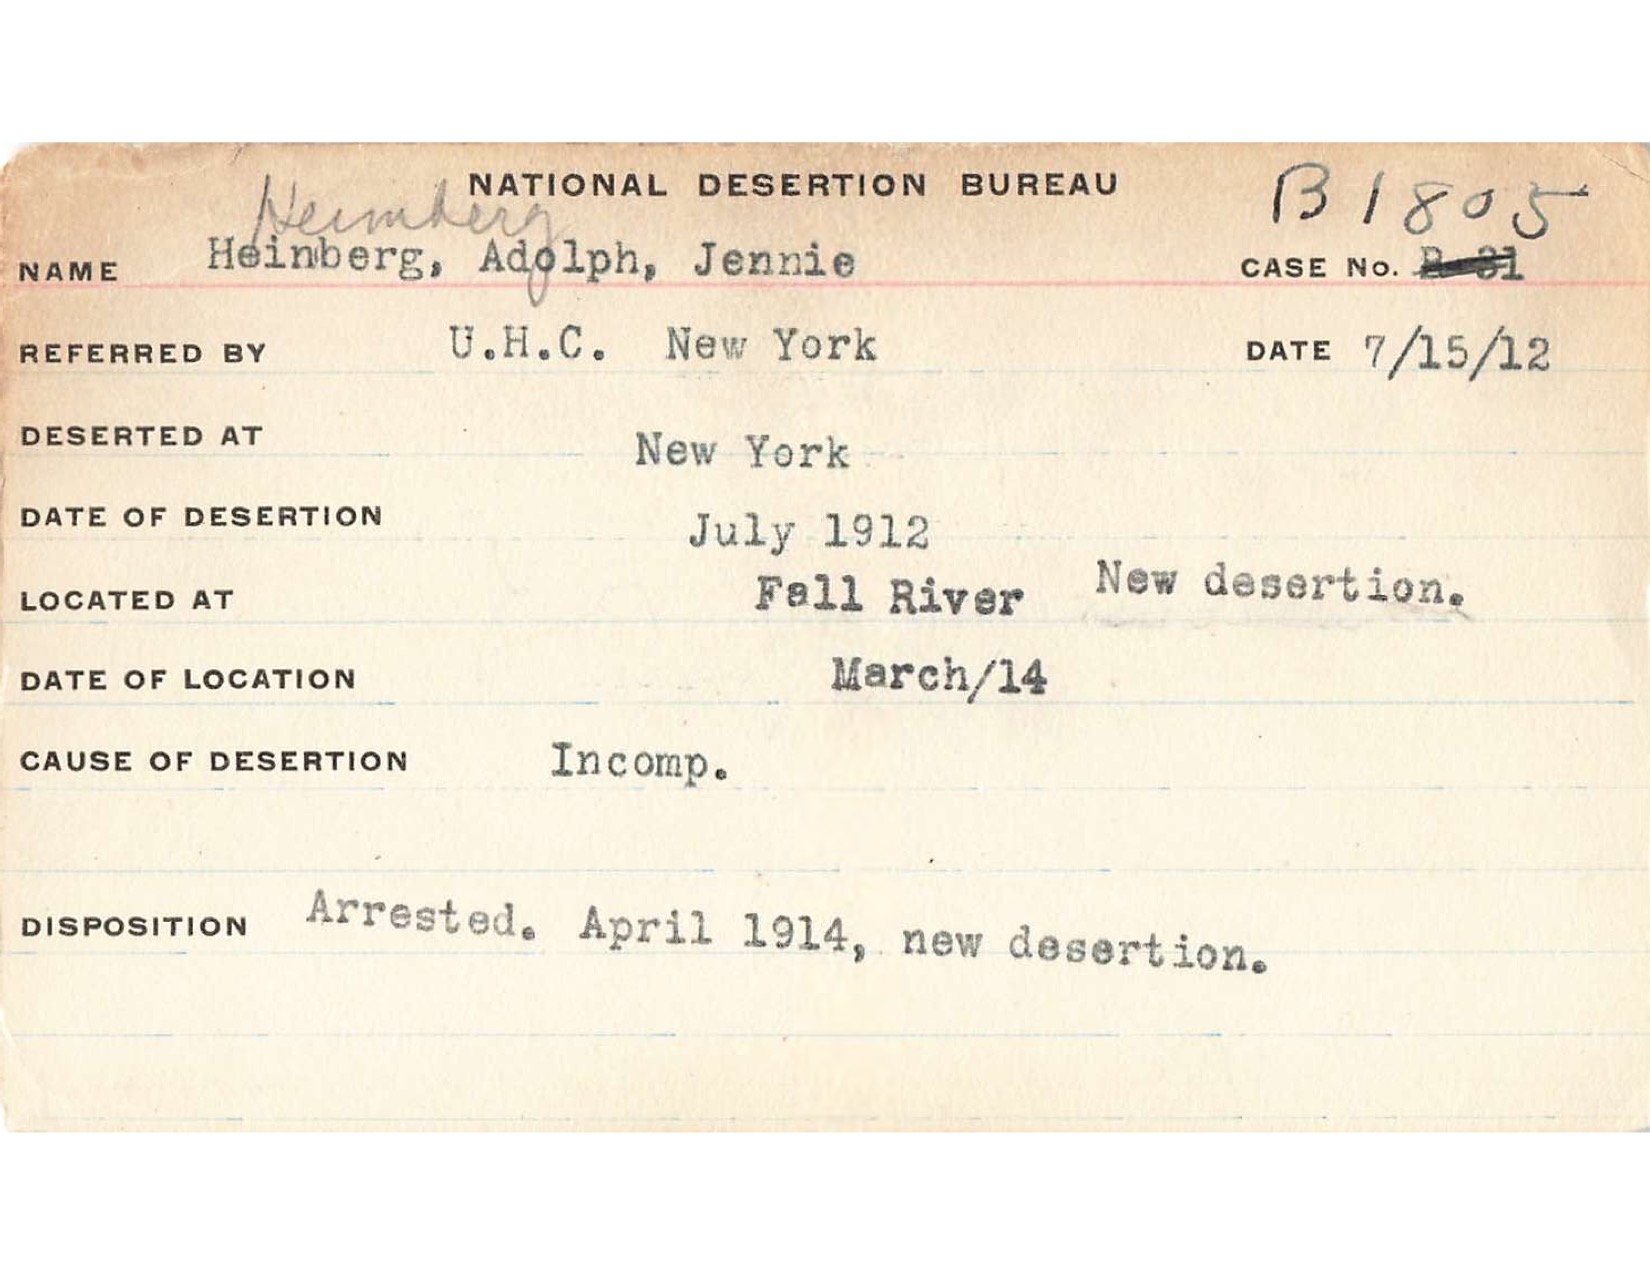 NATIONAL DESERTION BUREAU B1805
Heimberg
NAME Heinberg, Adolph, Jennie CASE No. 31
REFERRED BY U.H.C. New York DATE 7/15/12
DESERTED AT New York
DATE OF DESERTION July 1912
LOCATED AT Fall River New desertion.
DATE OF LOCATION March/14
CAUSE OF DESERTION Incomp.
DISPOSITION Arrested. April 1914, new desertion.